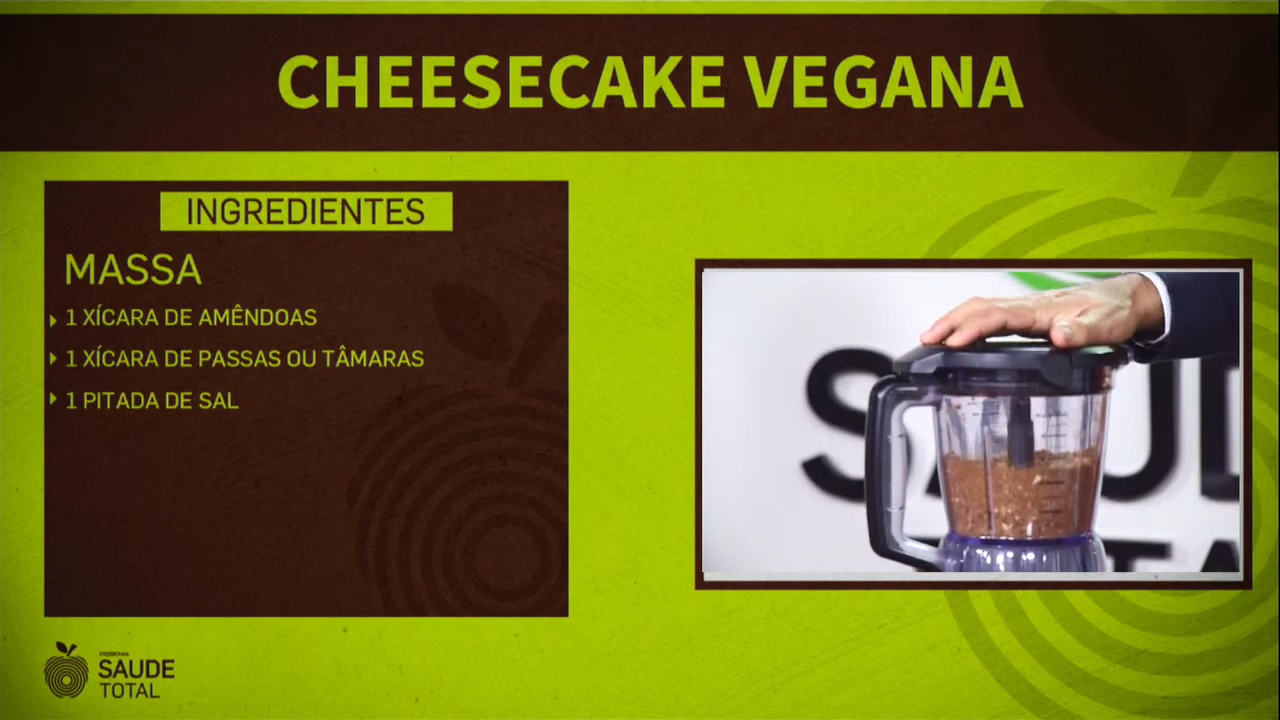 CHEESECAKE VEGANA
INGREDIENTES
MASSA
1 XÍCARA DE AMÊNDOAS
1 XÍCARA DE PASSAS OU TÂMARAS
1 PITADA DE SAL
PROGRAMA
SAUDE
TOTAL